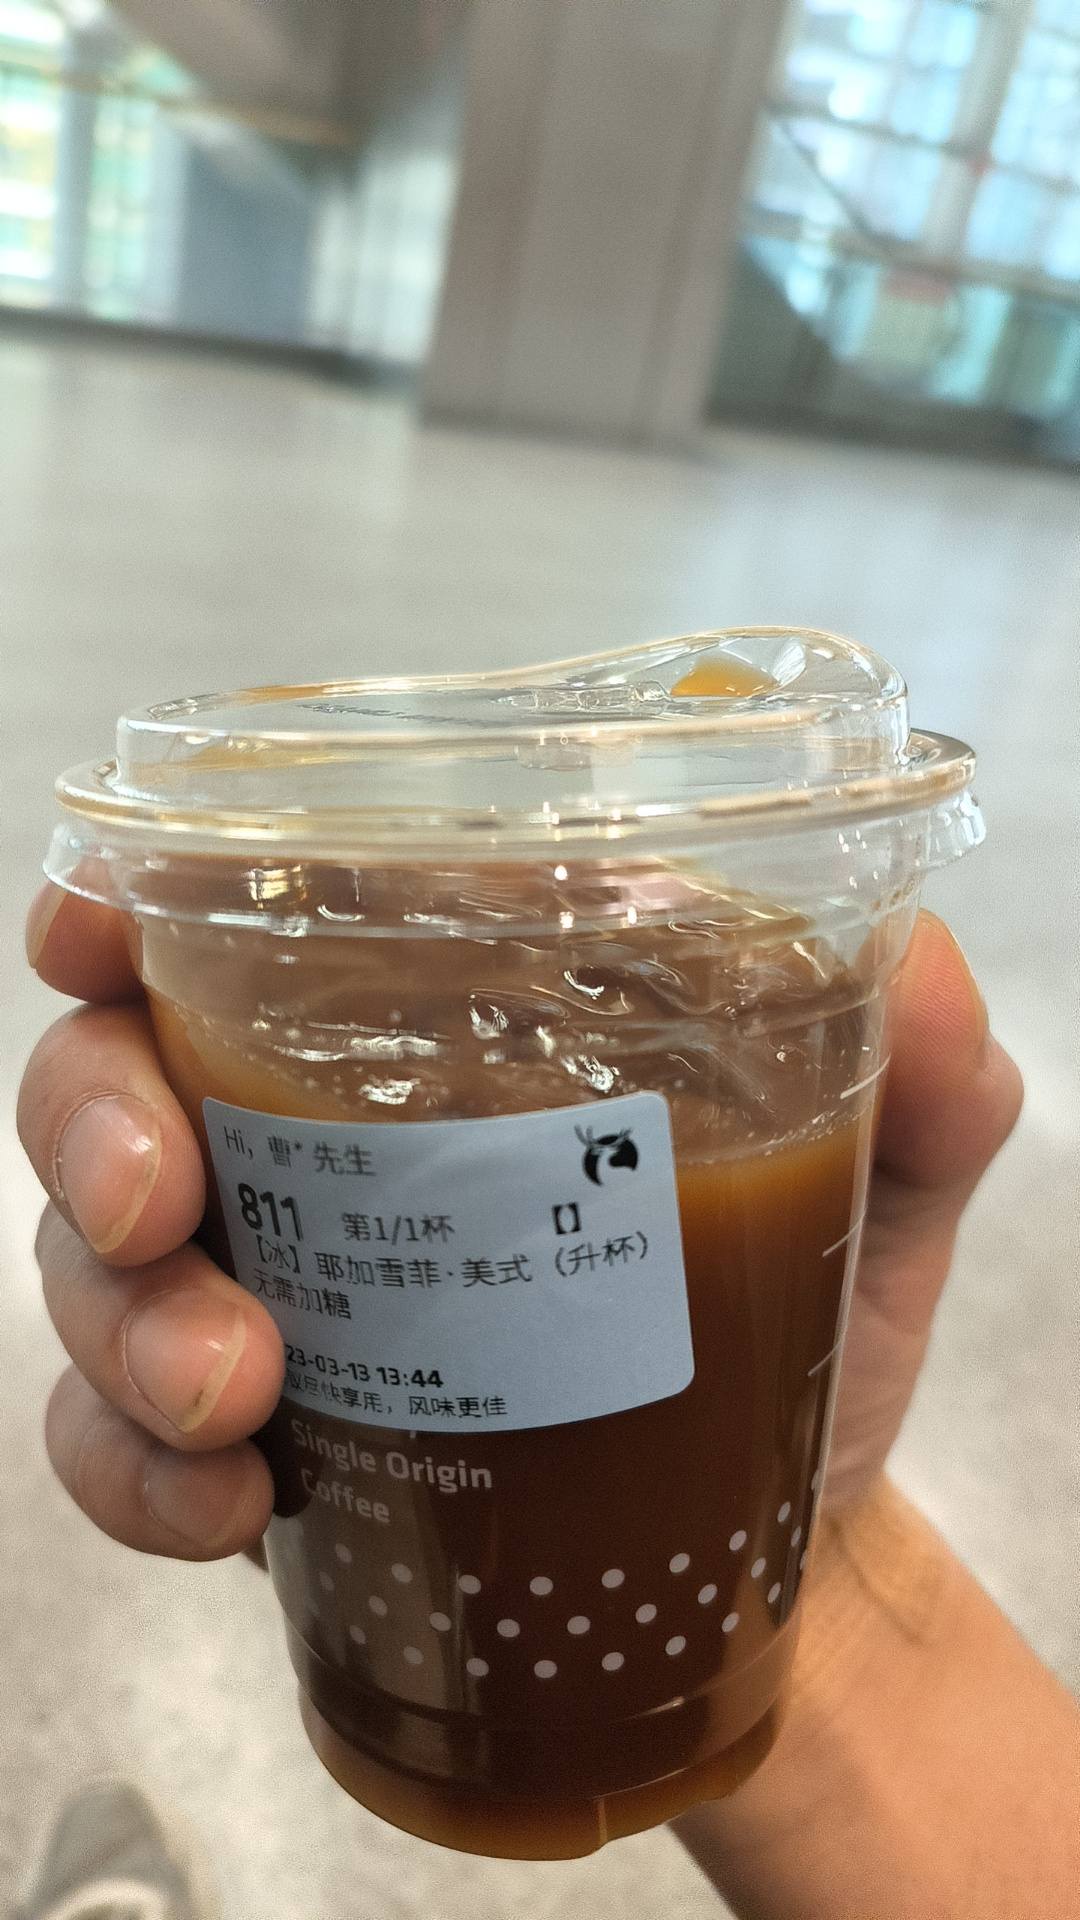 Hi, 曹* 先生
811 第1/1杯 【】
【冰】耶加雪菲·美式（升杯）
无需加糖
23-03-13 13:44
议尽快享用，风味更佳
Single Origin
Coffee